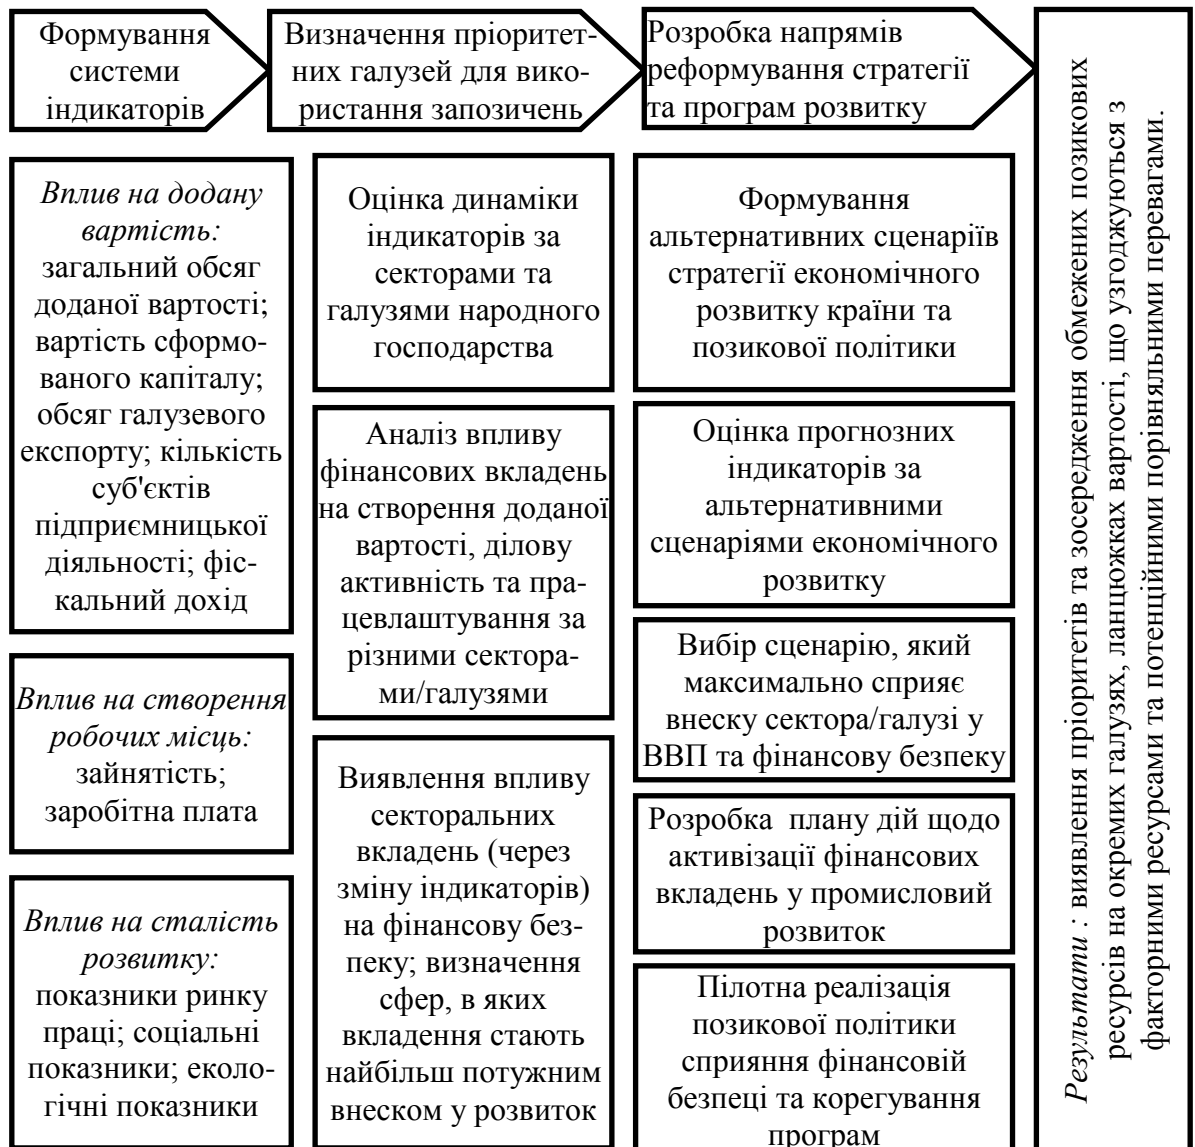 Формування
системи
індикаторів
Визначення пріоритет-
них галузей для вико-
ристання запозичень
Розробка напрямів
реформування стратегії
та програм розвитку
Вплив на додану
вартість:
загальний обсяг
доданої вартості;
вартість сформо-
ваного капіталу;
обсяг галузевого
експорту; кількість
суб'єктів
підприємницької
діяльності; фіс-
кальний дохід
Вплив на створення
робочих місць:
зайнятість;
заробітна плата
Вплив на сталість
розвитку:
показники ринку
праці; соціальні
показники; еколо-
гічні показники
Оцінка динаміки
індикаторів за
секторами та
галузями народного
господарства
Аналіз впливу
фінансових вкладень
на створення доданої
вартості, ділову
активність та пра-
цевлаштування за
різними сектора-
ми/галузями
Виявлення впливу
секторальних
вкладень (через
зміну індикаторів)
на фінансову без-
пеку; визначення
сфер, в яких
вкладення стають
найбільш потужним
внеском у розвиток
Формування
альтернативних сценаріїв
стратегії економічного
розвитку країни та
позикової політики
Оцінка прогнозних
індикаторів за
альтернативними
сценаріями економічного
розвитку
Вибір сценарію, який
максимально сприяє
внеску сектора/галузі у
ВВП та фінансову безпеку
Розробка плану дій щодо
активізації фінансових
вкладень у промисловий
розвиток
Пілотна реалізація
позикової політики
сприяння фінансовій
безпеці та корегування
програм
Результати : виявлення пріоритетів та зосередження обмежених позикових
ресурсів на окремих галузях, ланцюжках вартості, що узгоджуються з
факторними ресурсами та потенційними порівняльними перевагами.